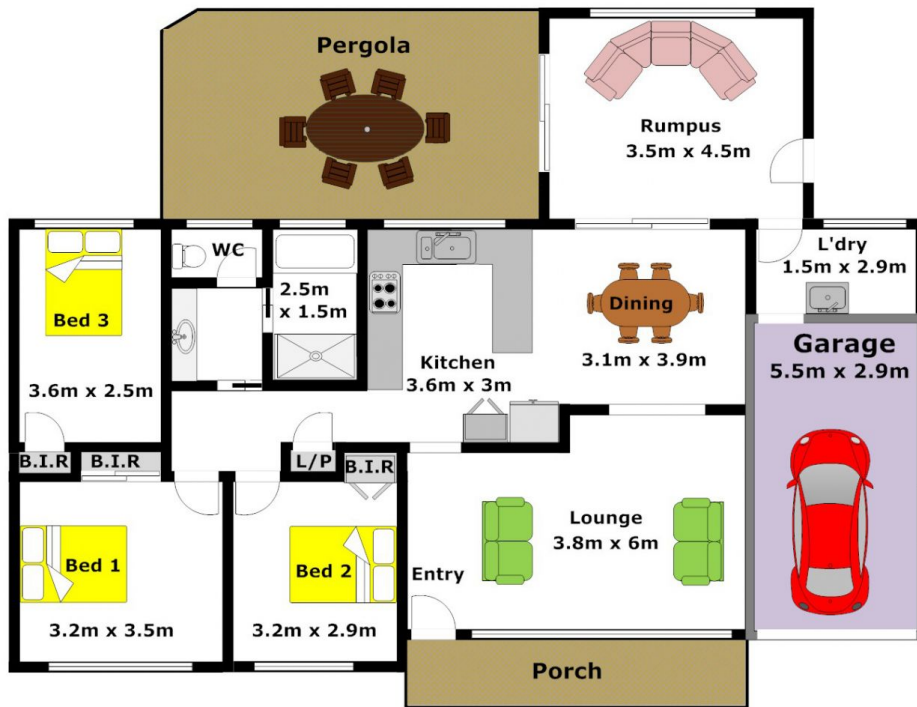 Pergola
Rumpus
3.5m x 4.5m
WC
L'dry
1.5m x 2.9m
Bed 3
3.6m x 2.5m
2.5m
x 1.5m
Dining
3.1m x 3.9m
Kitchen
3.6m x 3m
Garage
5.5m x 2.9m
B.I.R
B.I.R
L/P
B.I.R
Bed 1
3.2m x 3.5m
Bed 2
3.2m x 2.9m
Lounge
3.8m x 6m
Entry
Porch